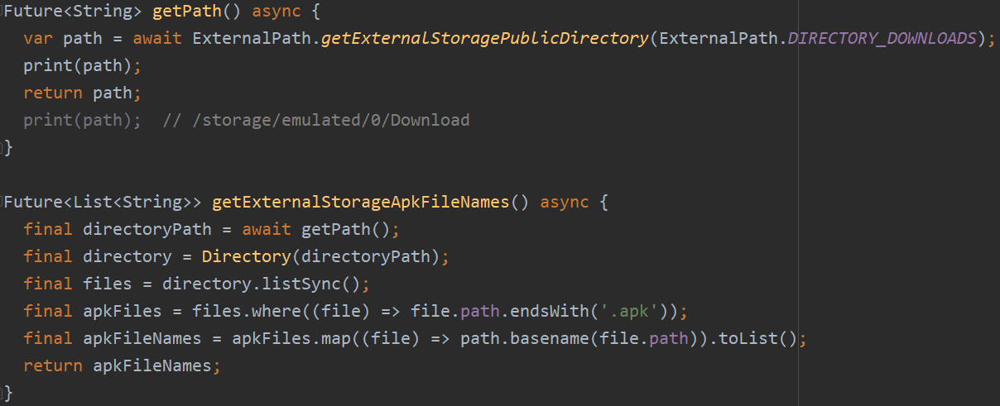 Future<String> getPath() async {
  var path = await ExternalPath.getExternalStoragePublicDirectory(ExternalPath.DIRECTORY_DOWNLOADS);
  print(path);
  return path;
  print(path);  // /storage/emulated/0/Download
}

Future<List<String>> getExternalStorageApkFileNames() async {
  final directoryPath = await getPath();
  final directory = Directory(directoryPath);
  final files = directory.listSync();
  final apkFiles = files.where((file) => file.path.endsWith('.apk'));
  final apkFileNames = apkFiles.map((file) => path.basename(file.path)).toList();
  return apkFileNames;
}